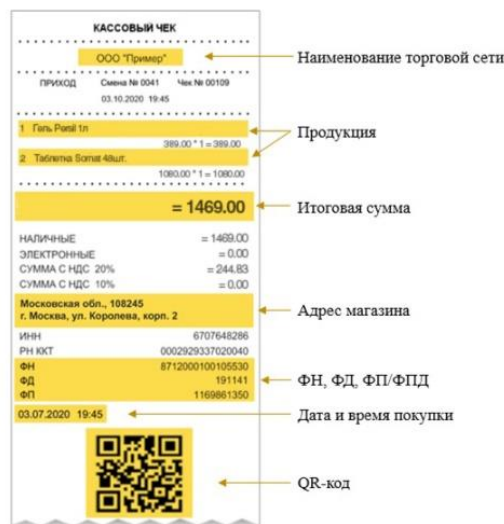 КАССОВЫЙ ЧЕК
ООО "Пример"
Наименование торговой сети
ПРИХОД Смена № 0041 Чек № 00109
03.10.2020 19:45
1 Гель Persil 1л
389.00 * 1 = 389.00
Продукция
2 Таблетка Somat 48шт.
1080.00 * 1 = 1080.00
= 1469.00
Итоговая сумма
НАЛИЧНЫЕ = 1469.00
ЭЛЕКТРОННЫЕ = 0.00
СУММА С НДС 20% = 244.83
СУММА С НДС 10% = 0.00
Московская обл., 108245
г. Москва, ул. Королева, корп. 2
Адрес магазина
ИНН 6707648286
РН ККТ 0002929337020040
ФН 8712000100105530
ФД 191141
ФН, ФД, ФП/ФПД
ФП 1169861350
03.07.2020 19:45
Дата и время покупки
QR-код